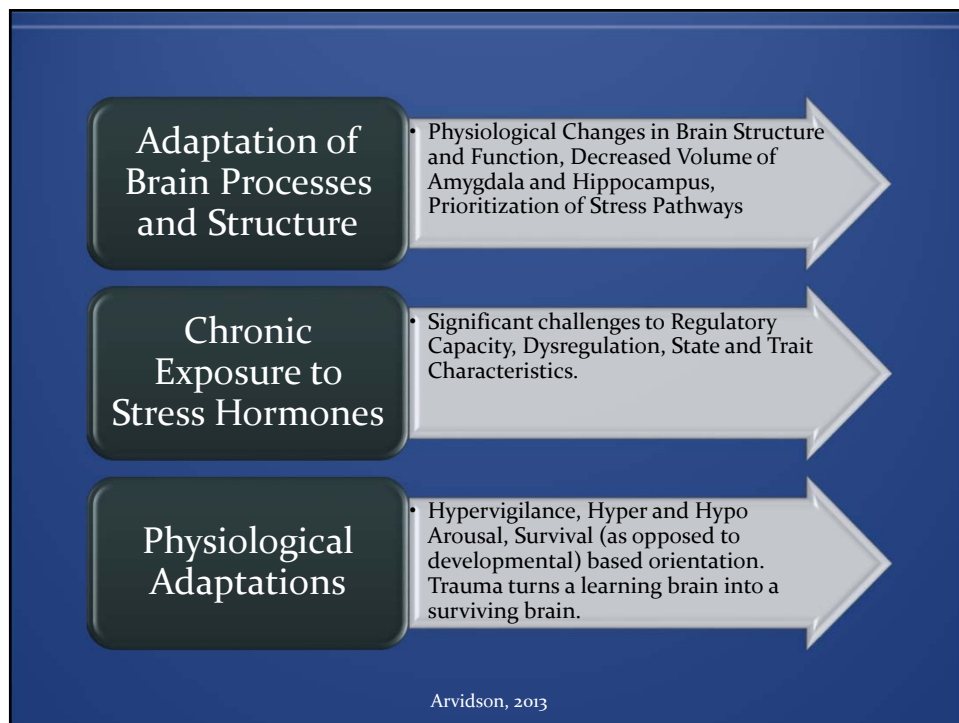 Adaptation of
Brain Processes
and Structure
• Physiological Changes in Brain Structure
and Function, Decreased Volume of
Amygdala and Hippocampus,
Prioritization of Stress Pathways
Chronic
Exposure to
Stress Hormones
• Significant challenges to Regulatory
Capacity, Dysregulation, State and Trait
Characteristics.
Physiological
Adaptations
• Hypervigilance, Hyper and Hypo
Arousal, Survival (as opposed to
developmental) based orientation.
Trauma turns a learning brain into a
surviving brain.
Arvidson, 2013